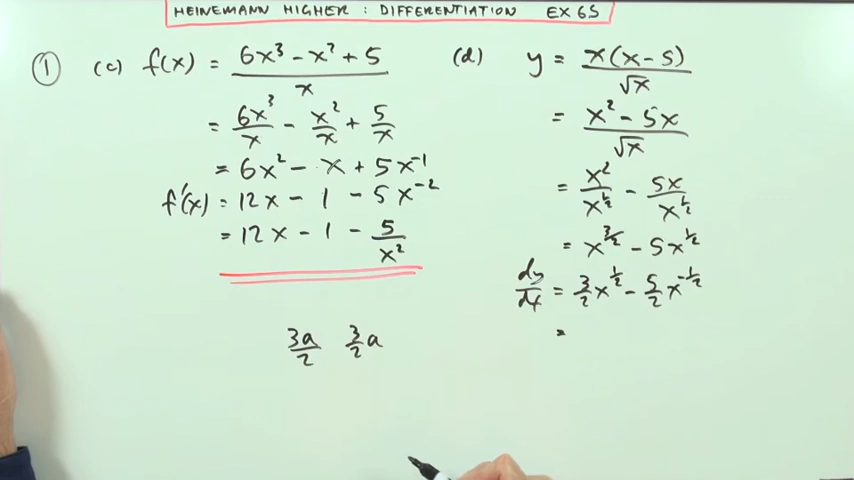 HEINEMANN HIGHER : DIFFERENTIATION EX 6S
① (c) f(x) = (6x³ − x² + 5)/x
= 6x³/x − x²/x + 5/x
= 6x² − x + 5x⁻¹
f'(x) = 12x − 1 − 5x⁻²
= 12x − 1 − 5/x²
3a/2 3/2 a
(d) y = x(x − 5)/√x
= (x² − 5x)/√x
= x²/x^½ − 5x/x^½
= x^3/2 − 5x^½
dy/dx = 3/2 x^½ − 5/2 x^−½
=